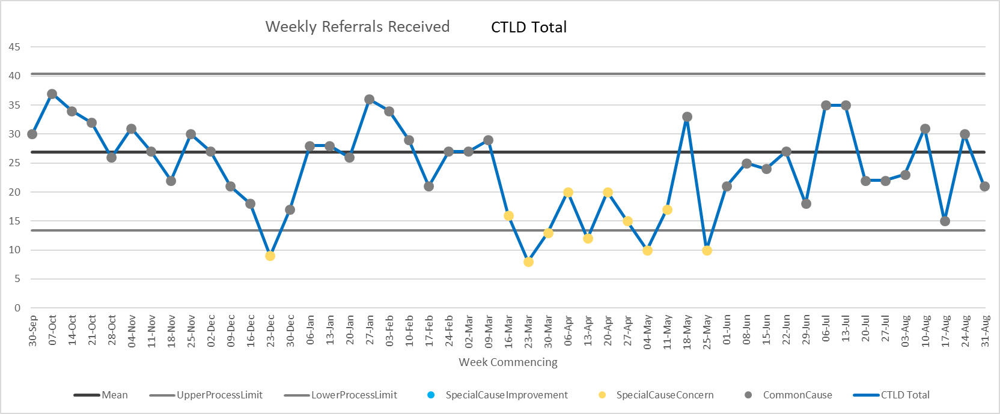 Weekly Referrals Received CTLD Total
45
40
35
30
25
20
15
10
5
0
30-Sep
07-Oct
14-Oct
21-Oct
28-Oct
04-Nov
11-Nov
18-Nov
25-Nov
02-Dec
09-Dec
16-Dec
23-Dec
30-Dec
06-Jan
13-Jan
20-Jan
27-Jan
03-Feb
10-Feb
17-Feb
24-Feb
02-Mar
09-Mar
16-Mar
23-Mar
30-Mar
06-Apr
13-Apr
20-Apr
27-Apr
04-May
11-May
18-May
25-May
01-Jun
08-Jun
15-Jun
22-Jun
29-Jun
06-Jul
13-Jul
20-Jul
27-Jul
03-Aug
10-Aug
17-Aug
24-Aug
31-Aug
Week Commencing
Mean UpperProcessLimit LowerProcessLimit SpecialCauseImprovement SpecialCauseConcern CommonCause CTLD Total